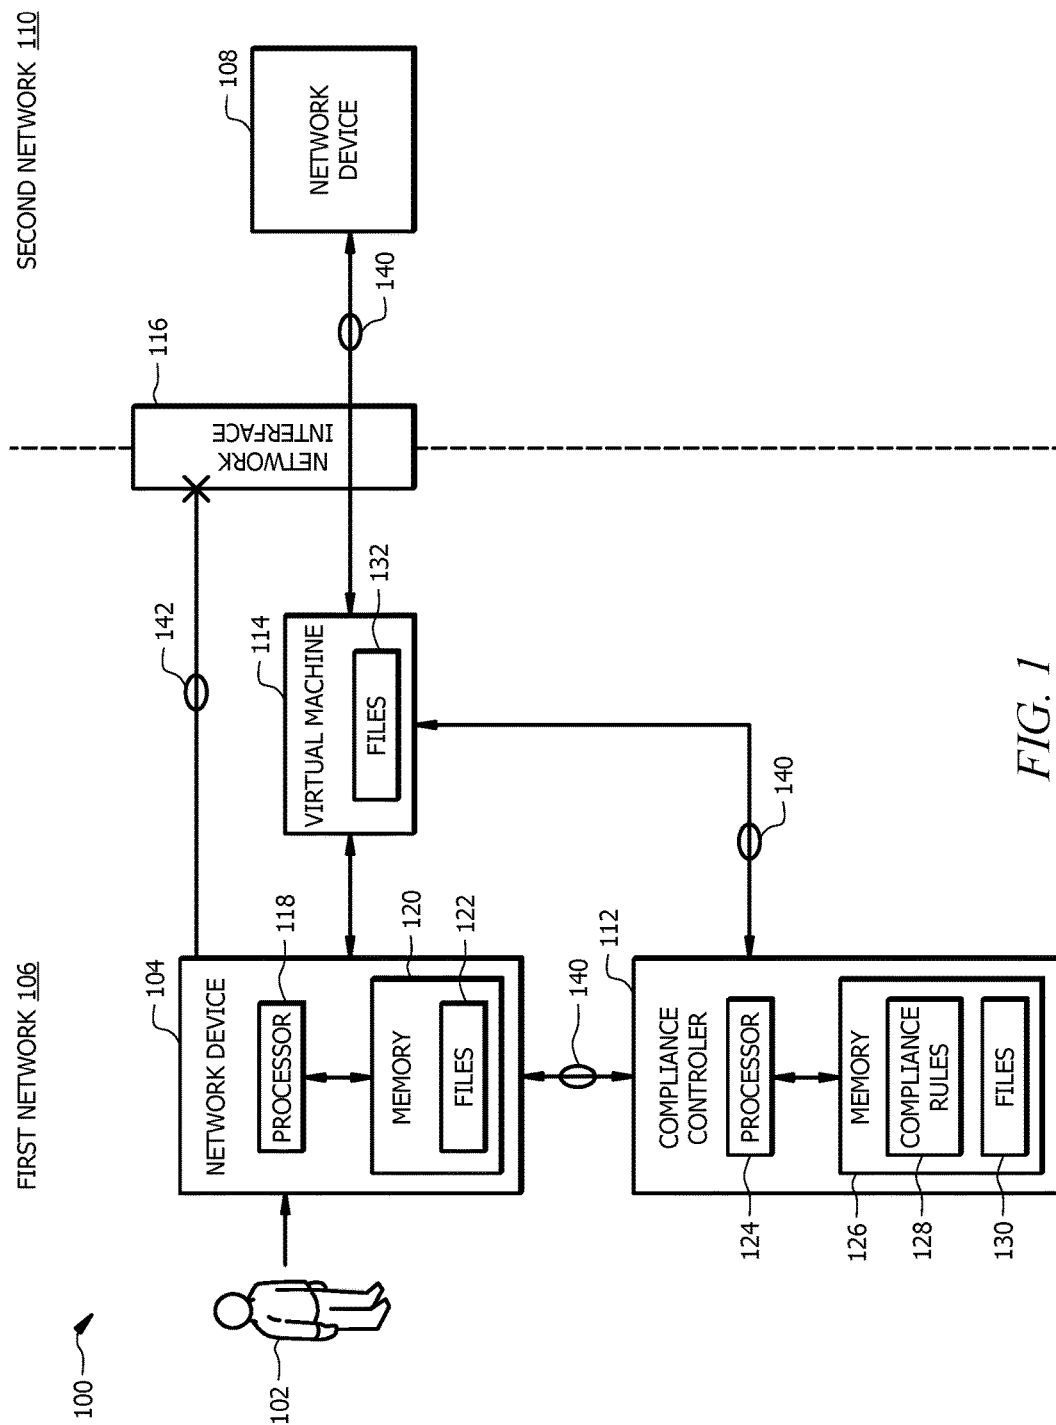 100
FIRST NETWORK 106
SECOND NETWORK 110
102
104
NETWORK DEVICE
118
PROCESSOR
120
MEMORY
122
FILES
142
114
VIRTUAL MACHINE
132
FILES
116
NETWORK
INTERFACE
140
108
NETWORK
DEVICE
140
112
COMPLIANCE
CONTROLER
124
PROCESSOR
126
MEMORY
128
COMPLIANCE
RULES
130
FILES
140
FIG. 1